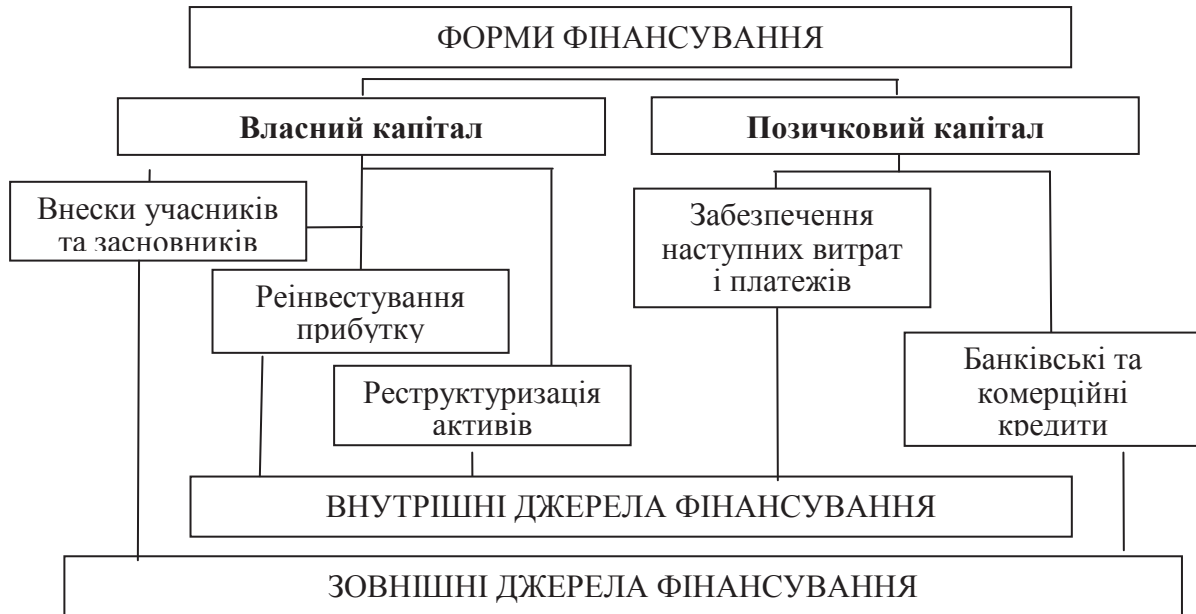 ФОРМИ ФІНАНСУВАННЯ
Власний капітал
Позичковий капітал
Внески учасників
та засновників
Забезпечення
наступних витрат
і платежів
Реінвестування
прибутку
Реструктуризація
активів
Банківські та
комерційні
кредити
ВНУТРІШНІ ДЖЕРЕЛА ФІНАНСУВАННЯ
ЗОВНІШНІ ДЖЕРЕЛА ФІНАНСУВАННЯ